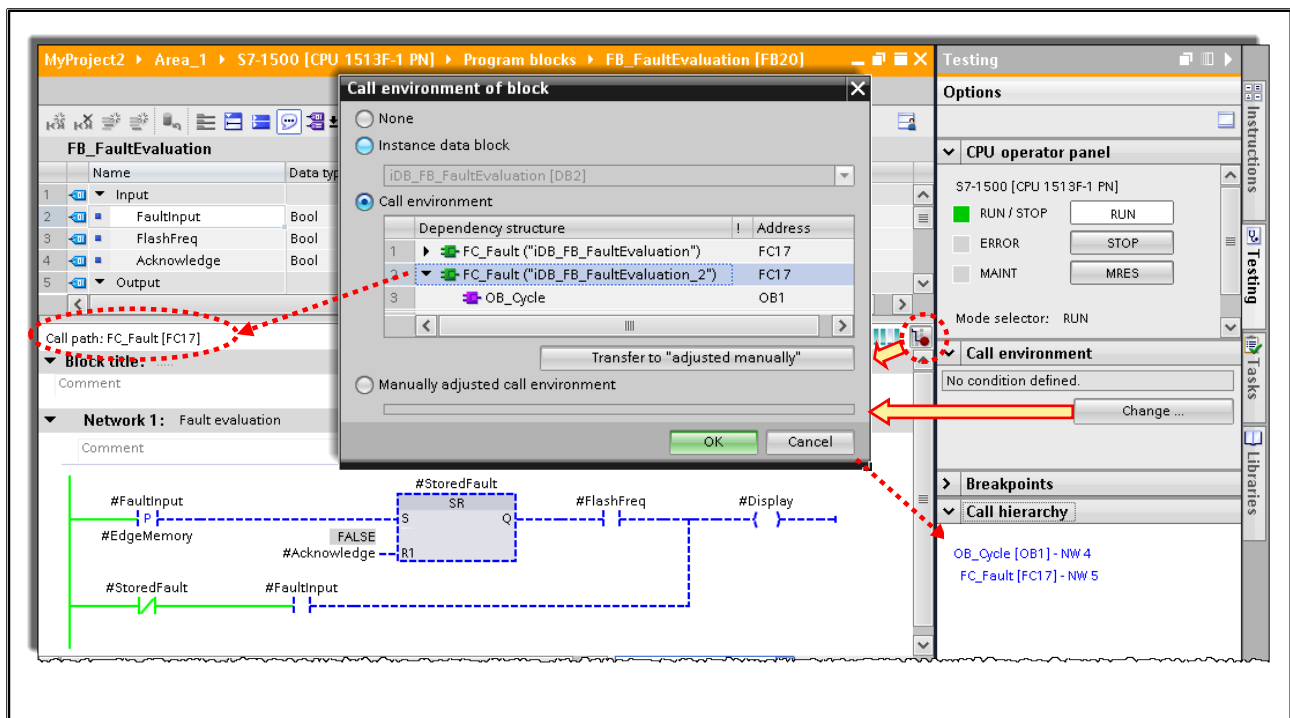 MyProject2 ▸ Area_1 ▸ S7-1500 [CPU 1513F-1 PN] ▸ Program blocks ▸ FB_FaultEvaluation [FB20]
FB_FaultEvaluation
Name Data typ
1 Input
2 FaultInput Bool
3 FlashFreq Bool
4 Acknowledge Bool
5 Output
Call path: FC_Fault [FC17]
Block title:
Comment
Network 1: Fault evaluation
Comment
#FaultInput
P
#EdgeMemory
#StoredFault
SR
S Q
FALSE
#Acknowledge R1
#FlashFreq
#Display
#StoredFault
#FaultInput
Call environment of block
None
Instance data block
iDB_FB_FaultEvaluation [DB2]
Call environment
Dependency structure ! Address
1 FC_Fault ("iDB_FB_FaultEvaluation") FC17
2 FC_Fault ("iDB_FB_FaultEvaluation_2") FC17
3 OB_Cycle OB1
Transfer to "adjusted manually"
Manually adjusted call environment
OK Cancel
Testing
Options
CPU operator panel
S7-1500 [CPU 1513F-1 PN]
RUN / STOP RUN
ERROR STOP
MAINT MRES
Mode selector: RUN
Call environment
No condition defined.
Change ...
Breakpoints
Call hierarchy
OB_Cycle [OB1] - NW 4
FC_Fault [FC17] - NW 5
Instructions
Testing
Tasks
Libraries